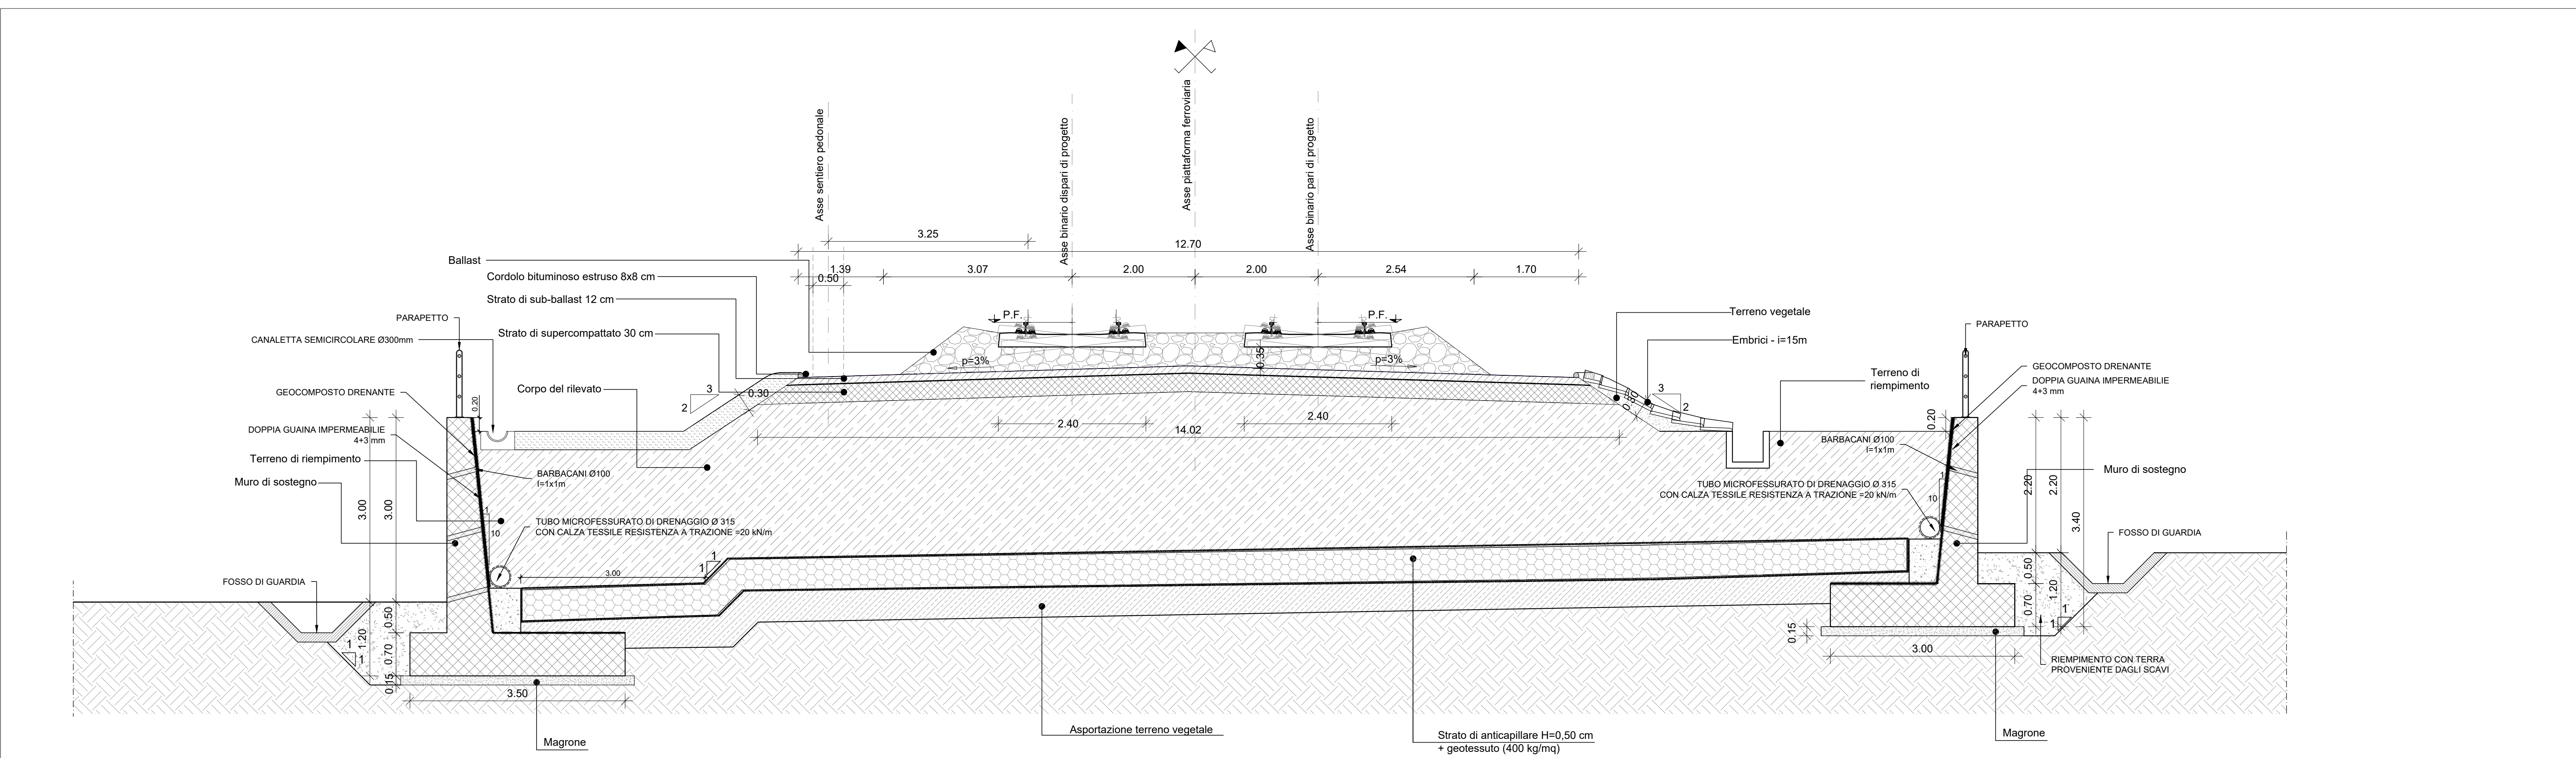 Asse sentiero pedonale
Asse binario dispari di progetto
Asse piattaforma ferroviaria
Asse binario pari di progetto
3.25
12.70
1.39
3.07
2.00
2.00
2.54
1.70
0.50
Ballast
Cordolo bituminoso estruso 8x8 cm
Strato di sub-ballast 12 cm
Strato di supercompattato 30 cm
Corpo del rilevato
P.F.
P.F.
p=3%
p=3%
0.35
Terreno vegetale
Embrici - i=15m
Terreno di
riempimento
PARAPETTO
CANALETTA SEMICIRCOLARE Ø300mm
GEOCOMPOSTO DRENANTE
DOPPIA GUAINA IMPERMEABILIE
4+3 mm
Terreno di riempimento
Muro di sostegno
0.20
3
2
0.30
3
2
2.40
2.40
14.02
BARBACANI Ø100
I=1x1m
1
10
TUBO MICROFESSURATO DI DRENAGGIO Ø 315
CON CALZA TESSILE RESISTENZA A TRAZIONE =20 kN/m
3.00
3.00
3.00
1
1
FOSSO DI GUARDIA
0.50
1.20
0.70
0.15
1
1
3.50
Magrone
Asportazione terreno vegetale
Strato di anticapillare H=0,50 cm
+ geotessuto (400 kg/mq)
PARAPETTO
GEOCOMPOSTO DRENANTE
DOPPIA GUAINA IMPERMEABILIE
4+3 mm
0.20
BARBACANI Ø100
I=1x1m
Muro di sostegno
TUBO MICROFESSURATO DI DRENAGGIO Ø 315
CON CALZA TESSILE RESISTENZA A TRAZIONE =20 kN/m
1
10
2.20
2.20
3.40
FOSSO DI GUARDIA
0.50
1.20
0.70
1
1
0.15
3.00
RIEMPIMENTO CON TERRA
PROVENIENTE DAGLI SCAVI
Magrone